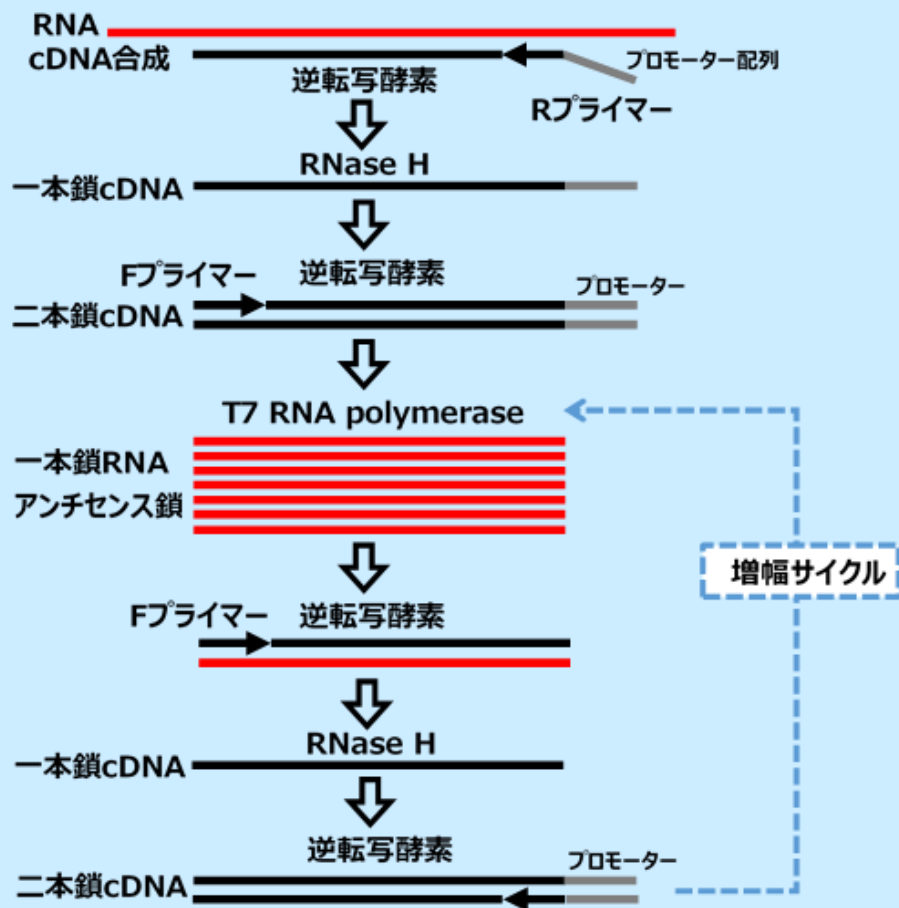 RNA
cDNA合成
プロモーター配列
逆転写酵素
Rプライマー
RNase H
一本鎖cDNA
Fプライマー
逆転写酵素
プロモーター
二本鎖cDNA
T7 RNA polymerase
一本鎖RNA
アンチセンス鎖
増幅サイクル
Fプライマー
逆転写酵素
RNase H
一本鎖cDNA
逆転写酵素
プロモーター
二本鎖cDNA